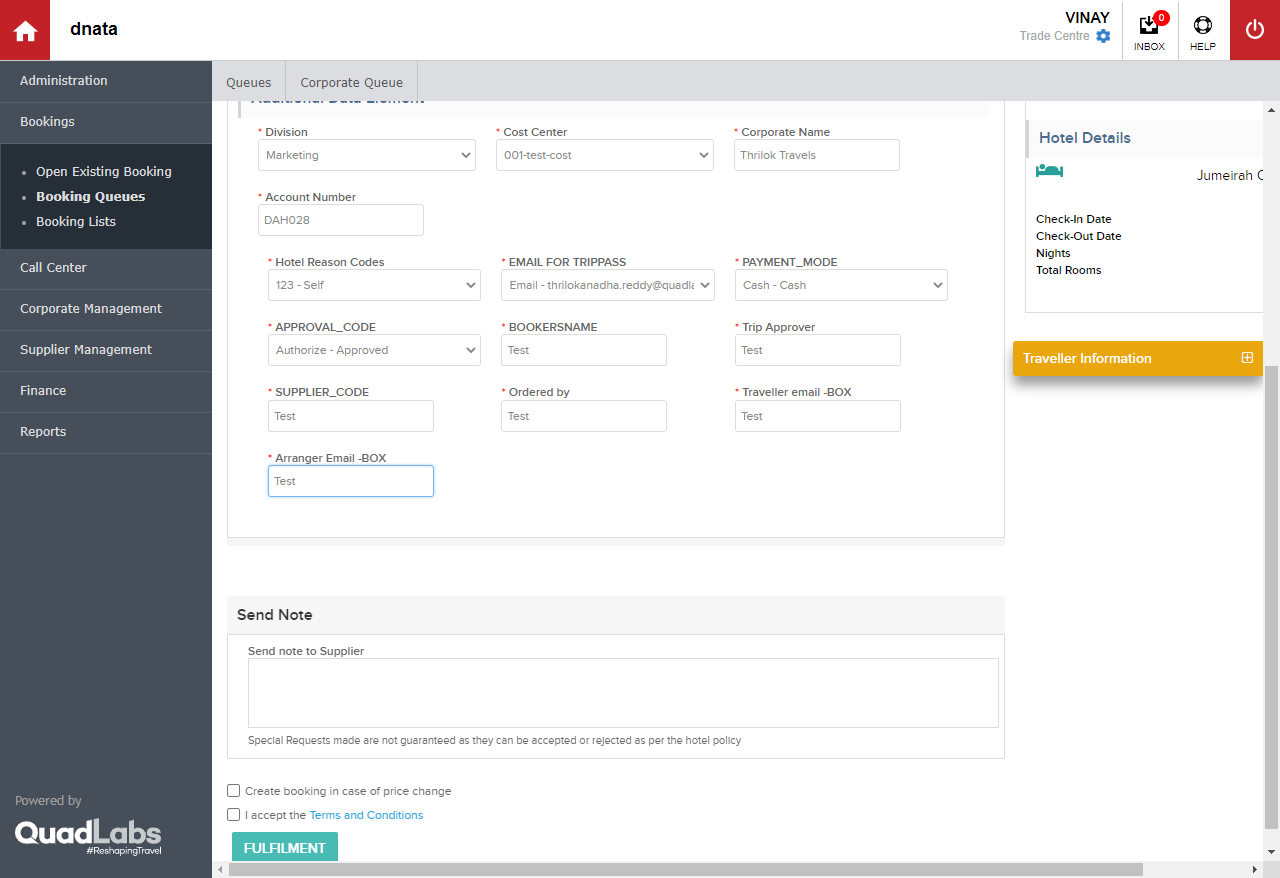 dnata
VINAY
Trade Centre
0
INBOX
HELP
Administration
Bookings
Open Existing Booking
Booking Queues
Booking Lists
Call Center
Corporate Management
Supplier Management
Finance
Reports
Powered by
QuadLabs
#ReshapingTravel
Queues
Corporate Queue
Additional Data Element
* Division
* Cost Center
* Corporate Name
Marketing
001-test-cost
Thrilok Travels
* Account Number
DAH028
* Hotel Reason Codes
* EMAIL FOR TRIPPASS
* PAYMENT_MODE
123 - Self
Email - thrilokanadha.reddy@quadla
Cash - Cash
* APPROVAL_CODE
* BOOKERSNAME
* Trip Approver
Authorize - Approved
Test
Test
* SUPPLIER_CODE
* Ordered by
* Traveller email -BOX
Test
Test
Test
* Arranger Email -BOX
Test
Send Note
Send note to Supplier
Special Requests made are not guaranteed as they can be accepted or rejected as per the hotel policy
Create booking in case of price change
I accept the Terms and Conditions
FULFILMENT
Hotel Details
Jumeirah
Check-In Date
Check-Out Date
Nights
Total Rooms
Traveller Information